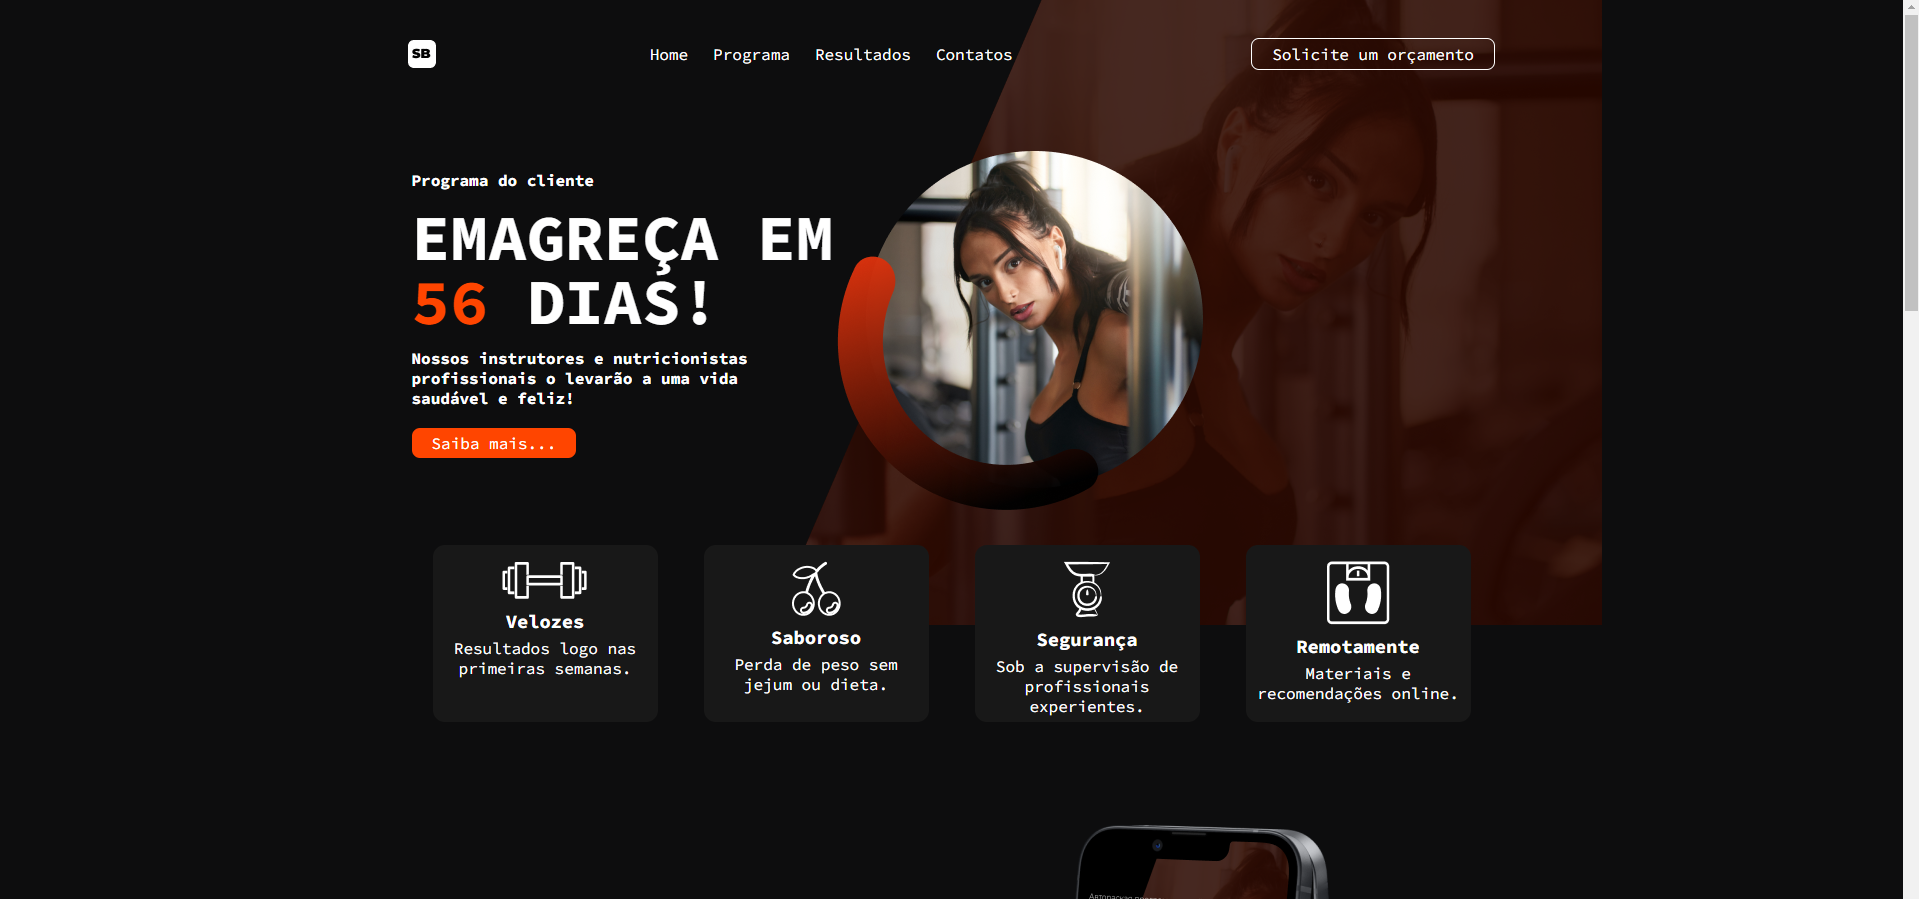 SB
Home Programa Resultados Contatos
Solicite um orçamento
Programa do cliente
EMAGREÇA EM
56 DIAS!
Nossos instrutores e nutricionistas
profissionais o levarão a uma vida
saudável e feliz!
Saiba mais...
Velozes
Resultados logo nas
primeiras semanas.
Saboroso
Perda de peso sem
jejum ou dieta.
Segurança
Sob a supervisão de
profissionais
experientes.
Remotamente
Materiais e
recomendações online.